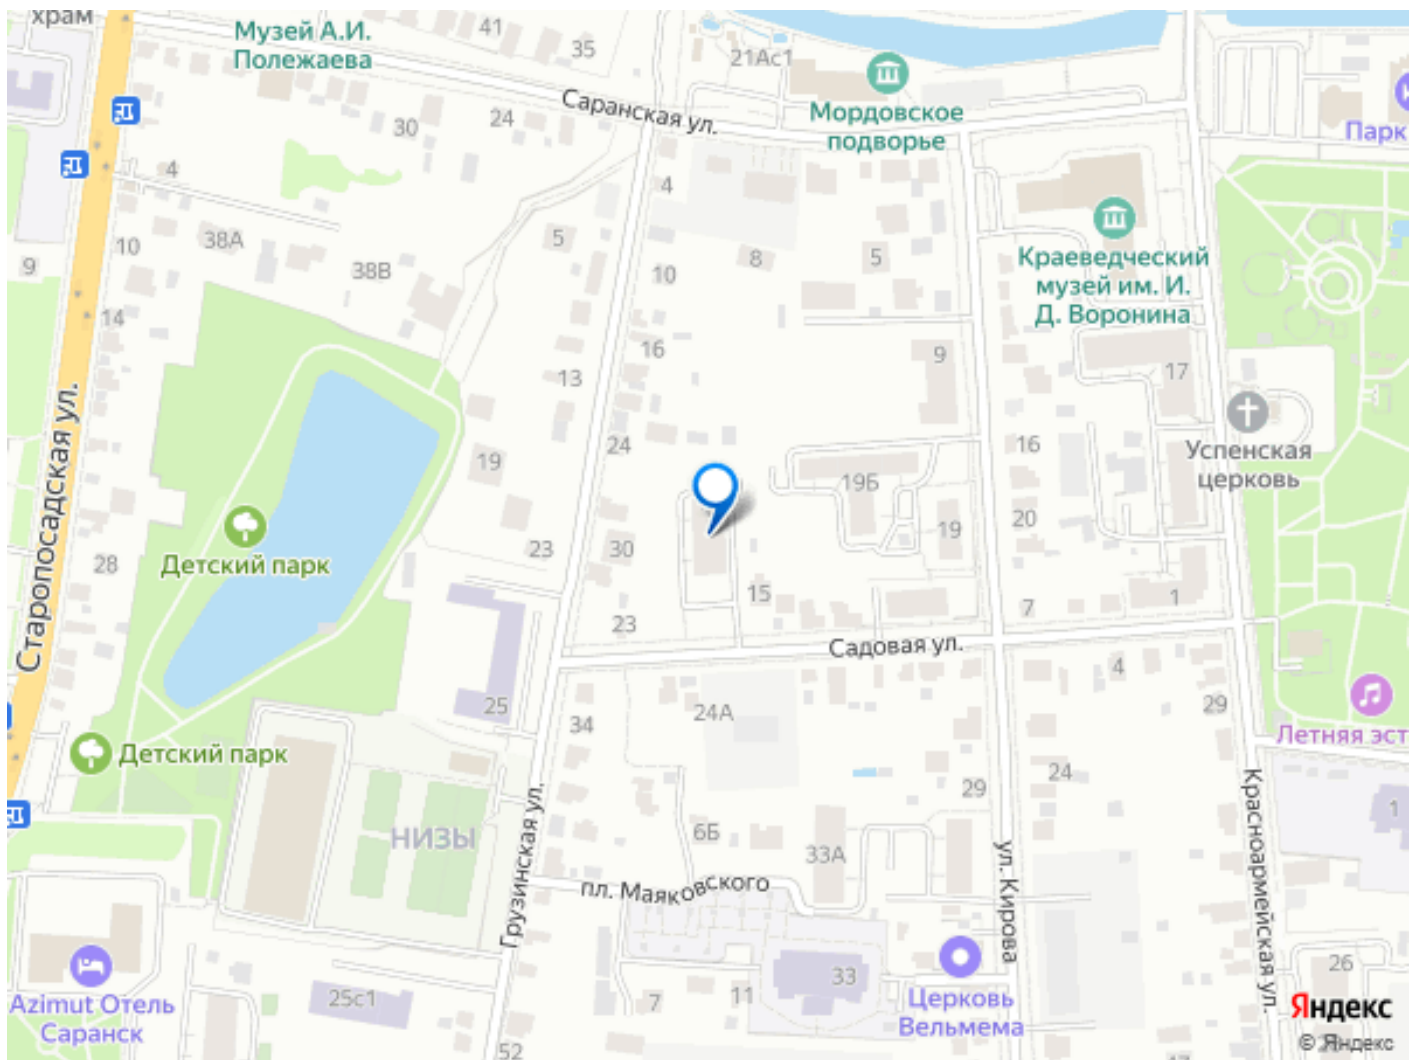 храм
Музей А.И.
Полежаева
41
35
21Ас1
Мордовское
подворье
Парк
Саранская ул.
30
24
4
4
38А
38В
10
9
14
5
10
8
5
Краеведческий
музей им. И.
Д. Воронина
16
13
9
17
24
19
16
Успенская
церковь
19Б
19
20
Старопосадская ул.
Детский парк
28
23
30
15
23
7
1
Садовая ул.
4
25
34
24А
29
Летняя эст
Детский парк
24
29
1
НИЗЫ
6Б
33А
пл. Маяковского
Грузинская ул.
ул. Кирова
Красноармейская ул.
Azimut Отель
Саранск
25с1
7
11
33
Церковь
Вельмема
26
52
47
17
Яндекс
© Яндекс